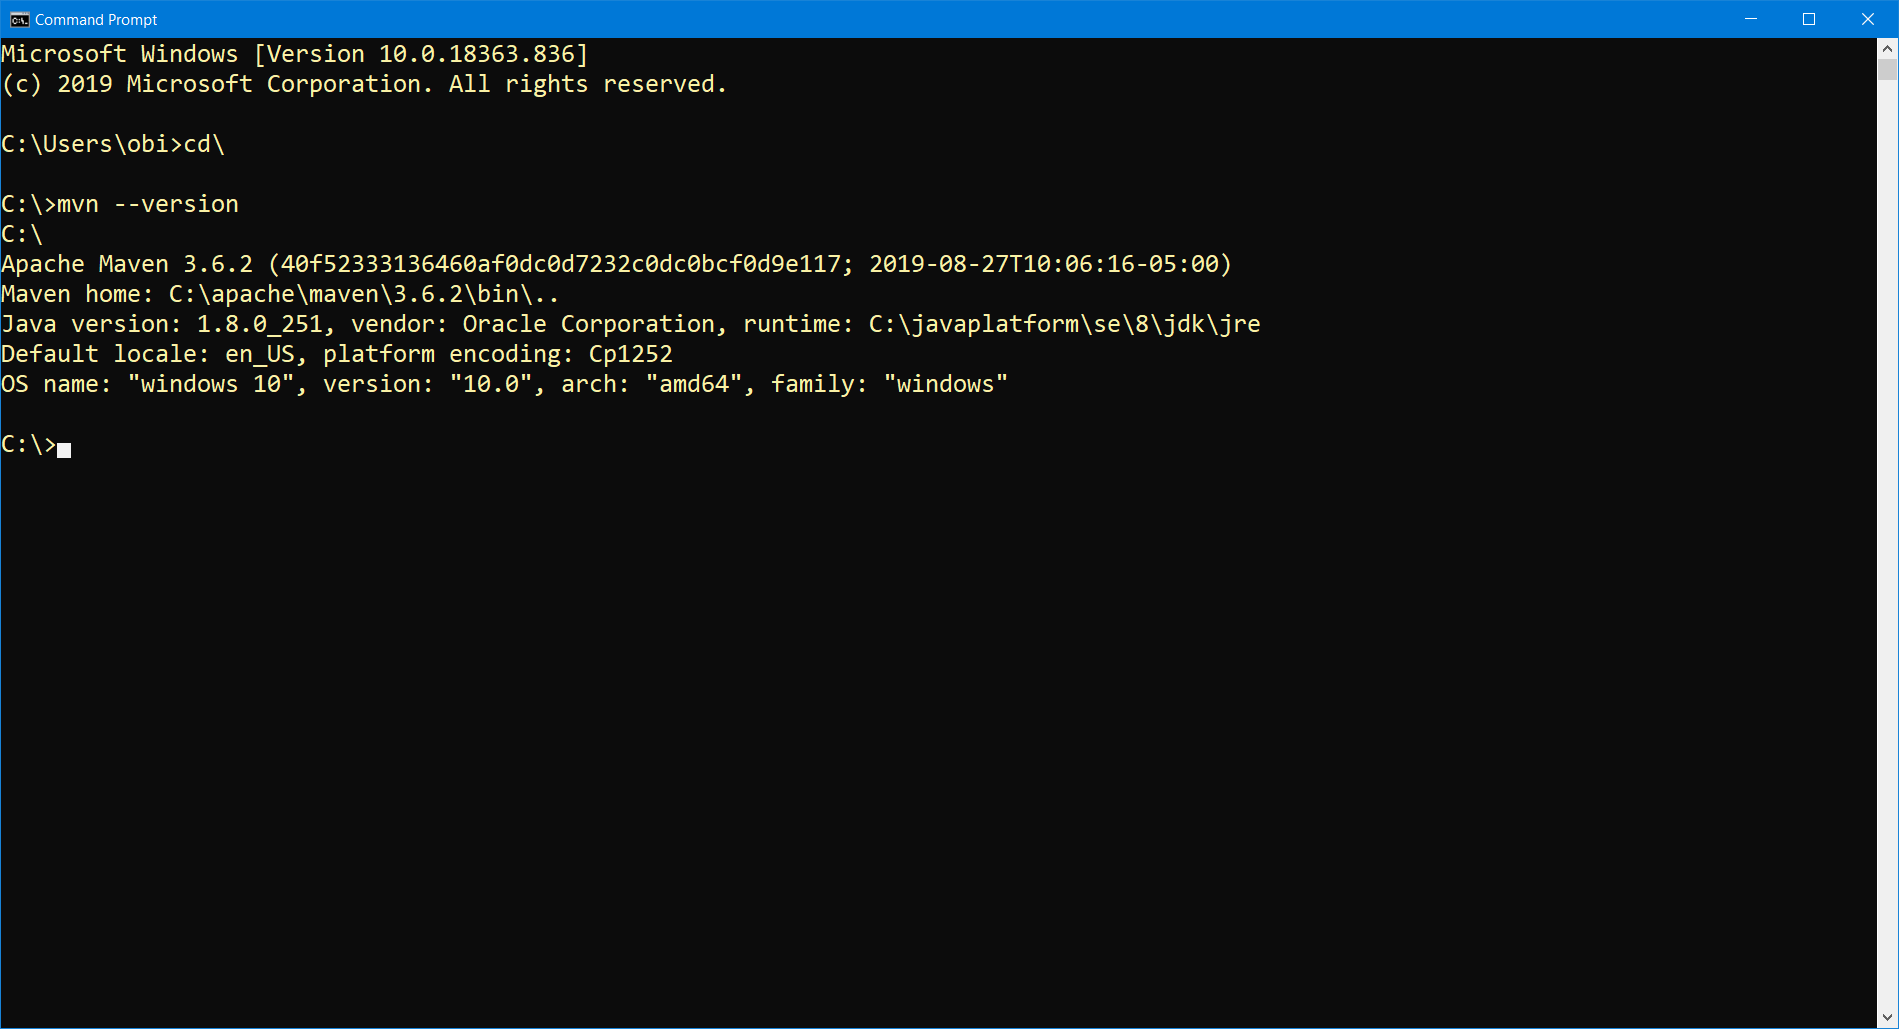 Command Prompt
Microsoft Windows [Version 10.0.18363.836]
(c) 2019 Microsoft Corporation. All rights reserved.
C:\Users\obi>cd\
C:\>mvn --version
C:\
Apache Maven 3.6.2 (40f52333136460af0dc0d7232c0dc0bcf0d9e117; 2019-08-27T10:06:16-05:00)
Maven home: C:\apache\maven\3.6.2\bin\..
Java version: 1.8.0_251, vendor: Oracle Corporation, runtime: C:\javaplatform\se\8\jdk\jre
Default locale: en_US, platform encoding: Cp1252
OS name: "windows 10", version: "10.0", arch: "amd64", family: "windows"
C:\>